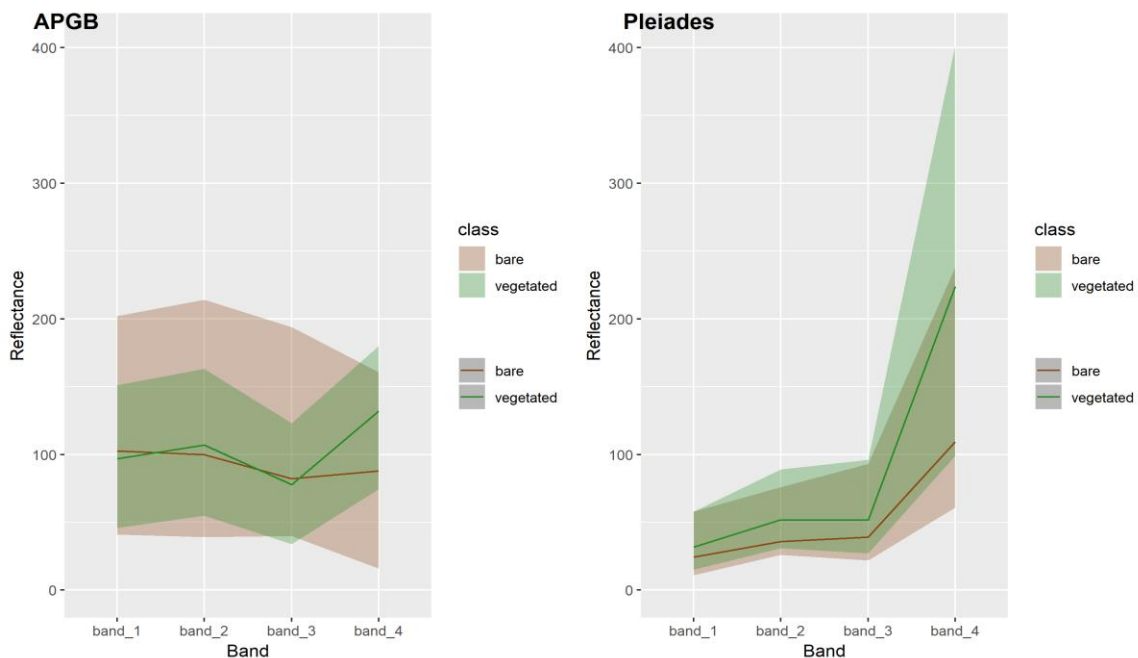 APGB
Reflectance
400
300
200
100
0
band_1 band_2 band_3 band_4
Band
class
bare
vegetated
bare
vegetated
Pleiades
Reflectance
400
300
200
100
0
band_1 band_2 band_3 band_4
Band
class
bare
vegetated
bare
vegetated